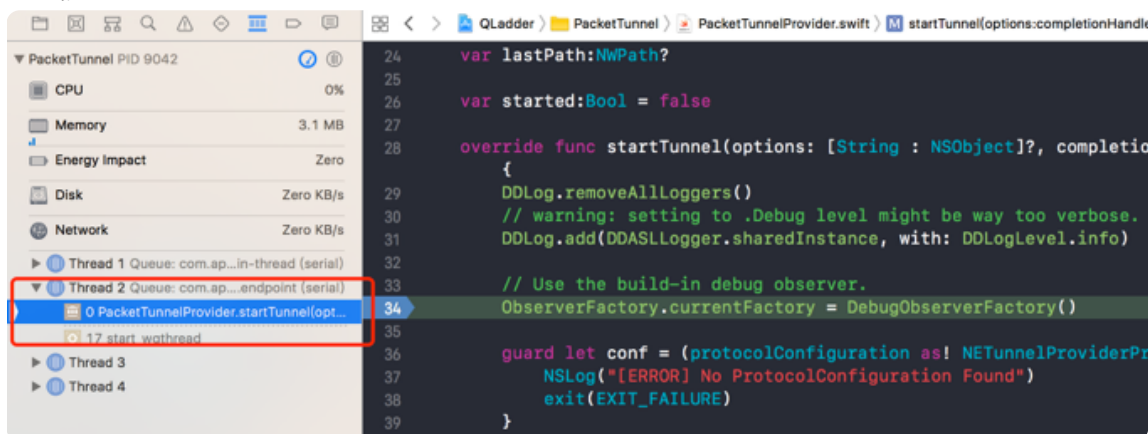 QLadder 〉 PacketTunnel 〉 PacketTunnelProvider.swift 〉 M startTunnel(options:completionHandle
PacketTunnel PID 9042
CPU 0%
Memory 3.1 MB
Energy Impact Zero
Disk Zero KB/s
Network Zero KB/s
Thread 1 Queue: com.ap...in-thread (serial)
Thread 2 Queue: com.ap....endpoint (serial)
0 PacketTunnelProvider.startTunnel(opt...
17 start_wqthread
Thread 3
Thread 4
24 var lastPath:NWPath?
25
26 var started:Bool = false
27
28 override func startTunnel(options: [String : NSObject]?, completio
{
29 DDLog.removeAllLoggers()
30 // warning: setting to .Debug level might be way too verbose.
31 DDLog.add(DDASLLogger.sharedInstance, with: DDLogLevel.info)
32
33 // Use the build-in debug observer.
34 ObserverFactory.currentFactory = DebugObserverFactory()
35
36 guard let conf = (protocolConfiguration as! NETunnelProviderPr
37 NSLog("[ERROR] No ProtocolConfiguration Found")
38 exit(EXIT_FAILURE)
39 }